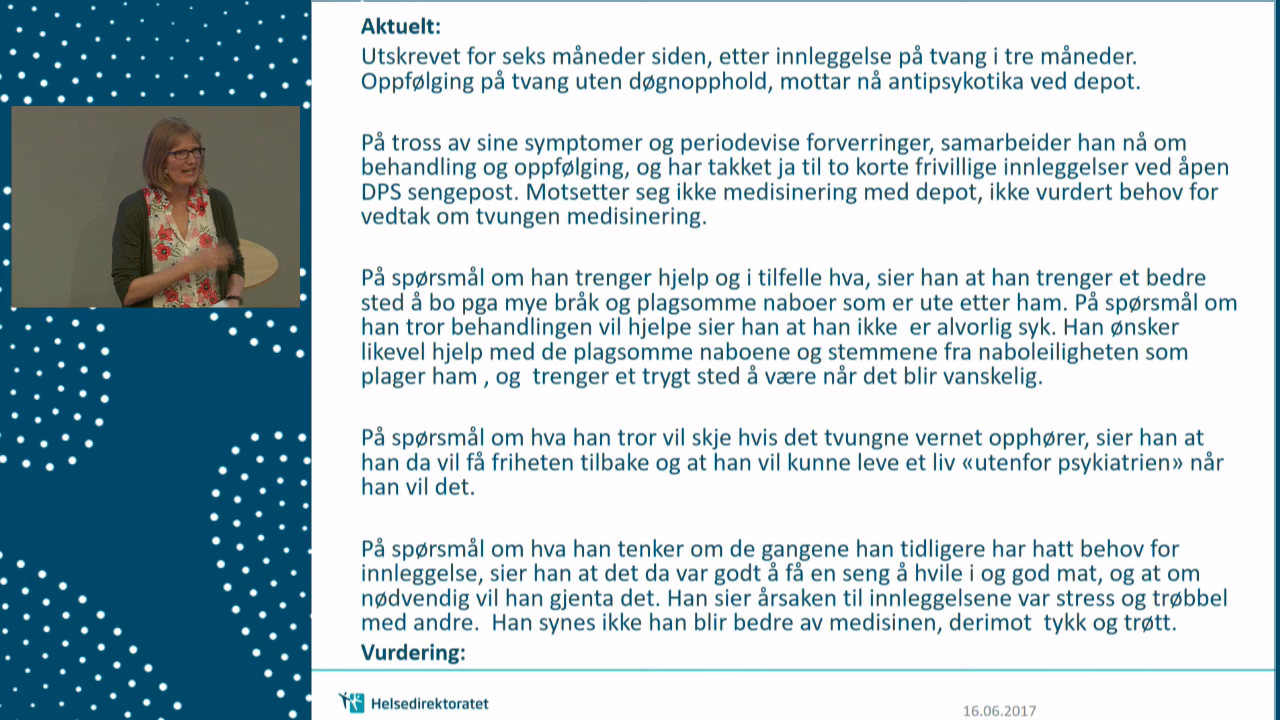 Aktuelt:
Utskrevet for seks måneder siden, etter innleggelse på tvang i tre måneder.
Oppfølging på tvang uten døgnopphold, mottar nå antipsykotika ved depot.
På tross av sine symptomer og periodevise forverringer, samarbeider han nå om
behandling og oppfølging, og har takket ja til to korte frivillige innleggelser ved åpen
DPS sengepost. Motsetter seg ikke medisinering med depot, ikke vurdert behov for
vedtak om tvungen medisinering.
På spørsmål om han trenger hjelp og i tilfelle hva, sier han at han trenger et bedre
sted å bo pga mye bråk og plagsomme naboer som er ute etter ham. På spørsmål om
han tror behandlingen vil hjelpe sier han at han ikke  er alvorlig syk. Han ønsker
likevel hjelp med de plagsomme naboene og stemmene fra naboleiligheten som
plager ham , og  trenger et trygt sted å være når det blir vanskelig.
På spørsmål om hva han tror vil skje hvis det tvungne vernet opphører, sier han at
han da vil få friheten tilbake og at han vil kunne leve et liv «utenfor psykiatrien» når
han vil det.
På spørsmål om hva han tenker om de gangene han tidligere har hatt behov for
innleggelse, sier han at det da var godt å få en seng å hvile i og god mat, og at om
nødvendig vil han gjenta det. Han sier årsaken til innleggelsene var stress og trøbbel
med andre.  Han synes ikke han blir bedre av medisinen, derimot  tykk og trøtt.
Vurdering:
Helsedirektoratet
16.06.2017